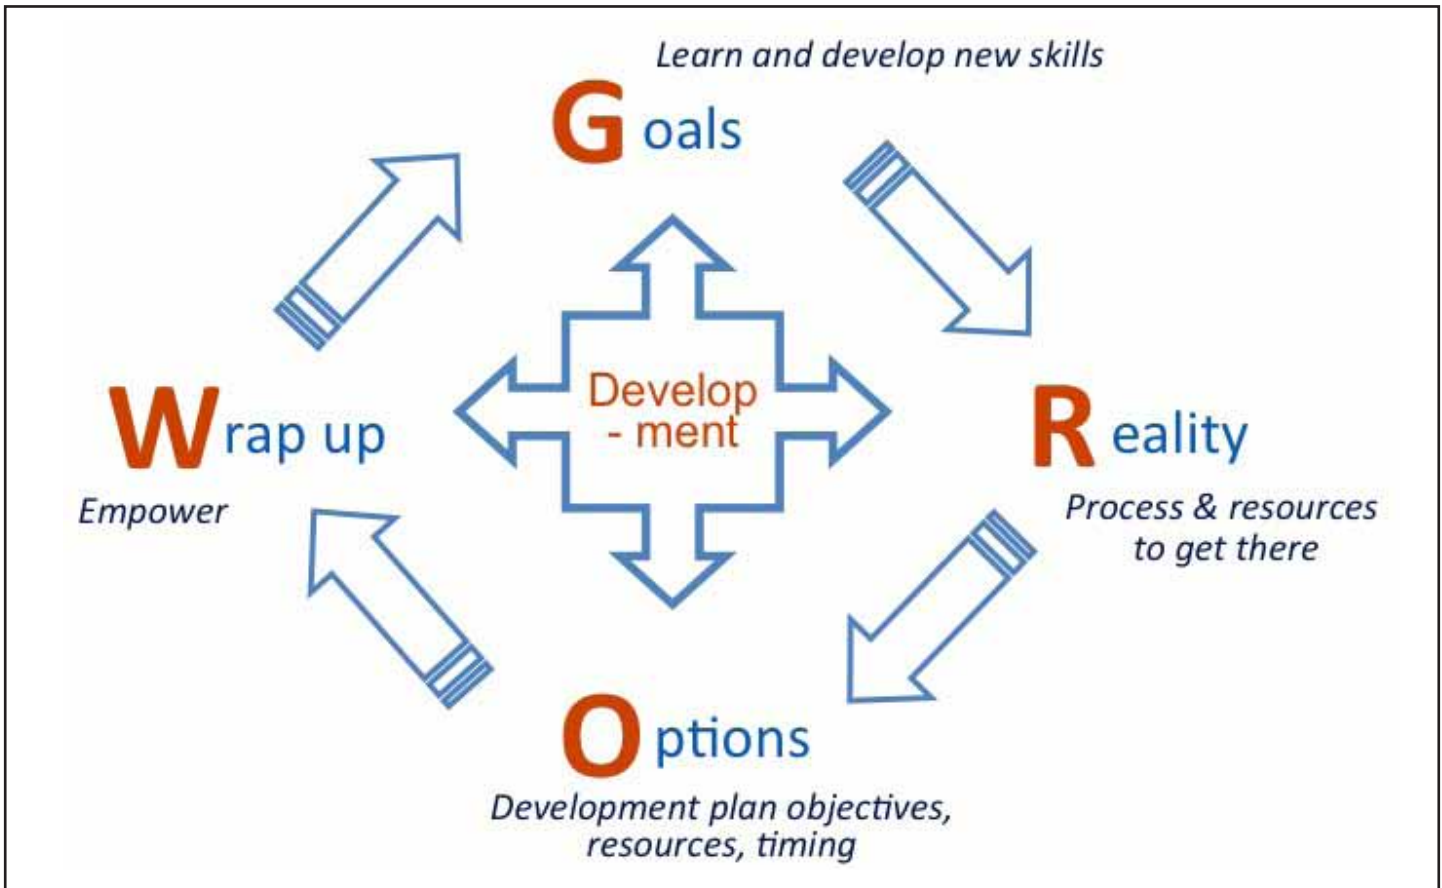 Learn and develop new skills
Goals
Develop
- ment
Wrap up
Empower
Reality
Process & resources
to get there
Options
Development plan objectives,
resources, timing